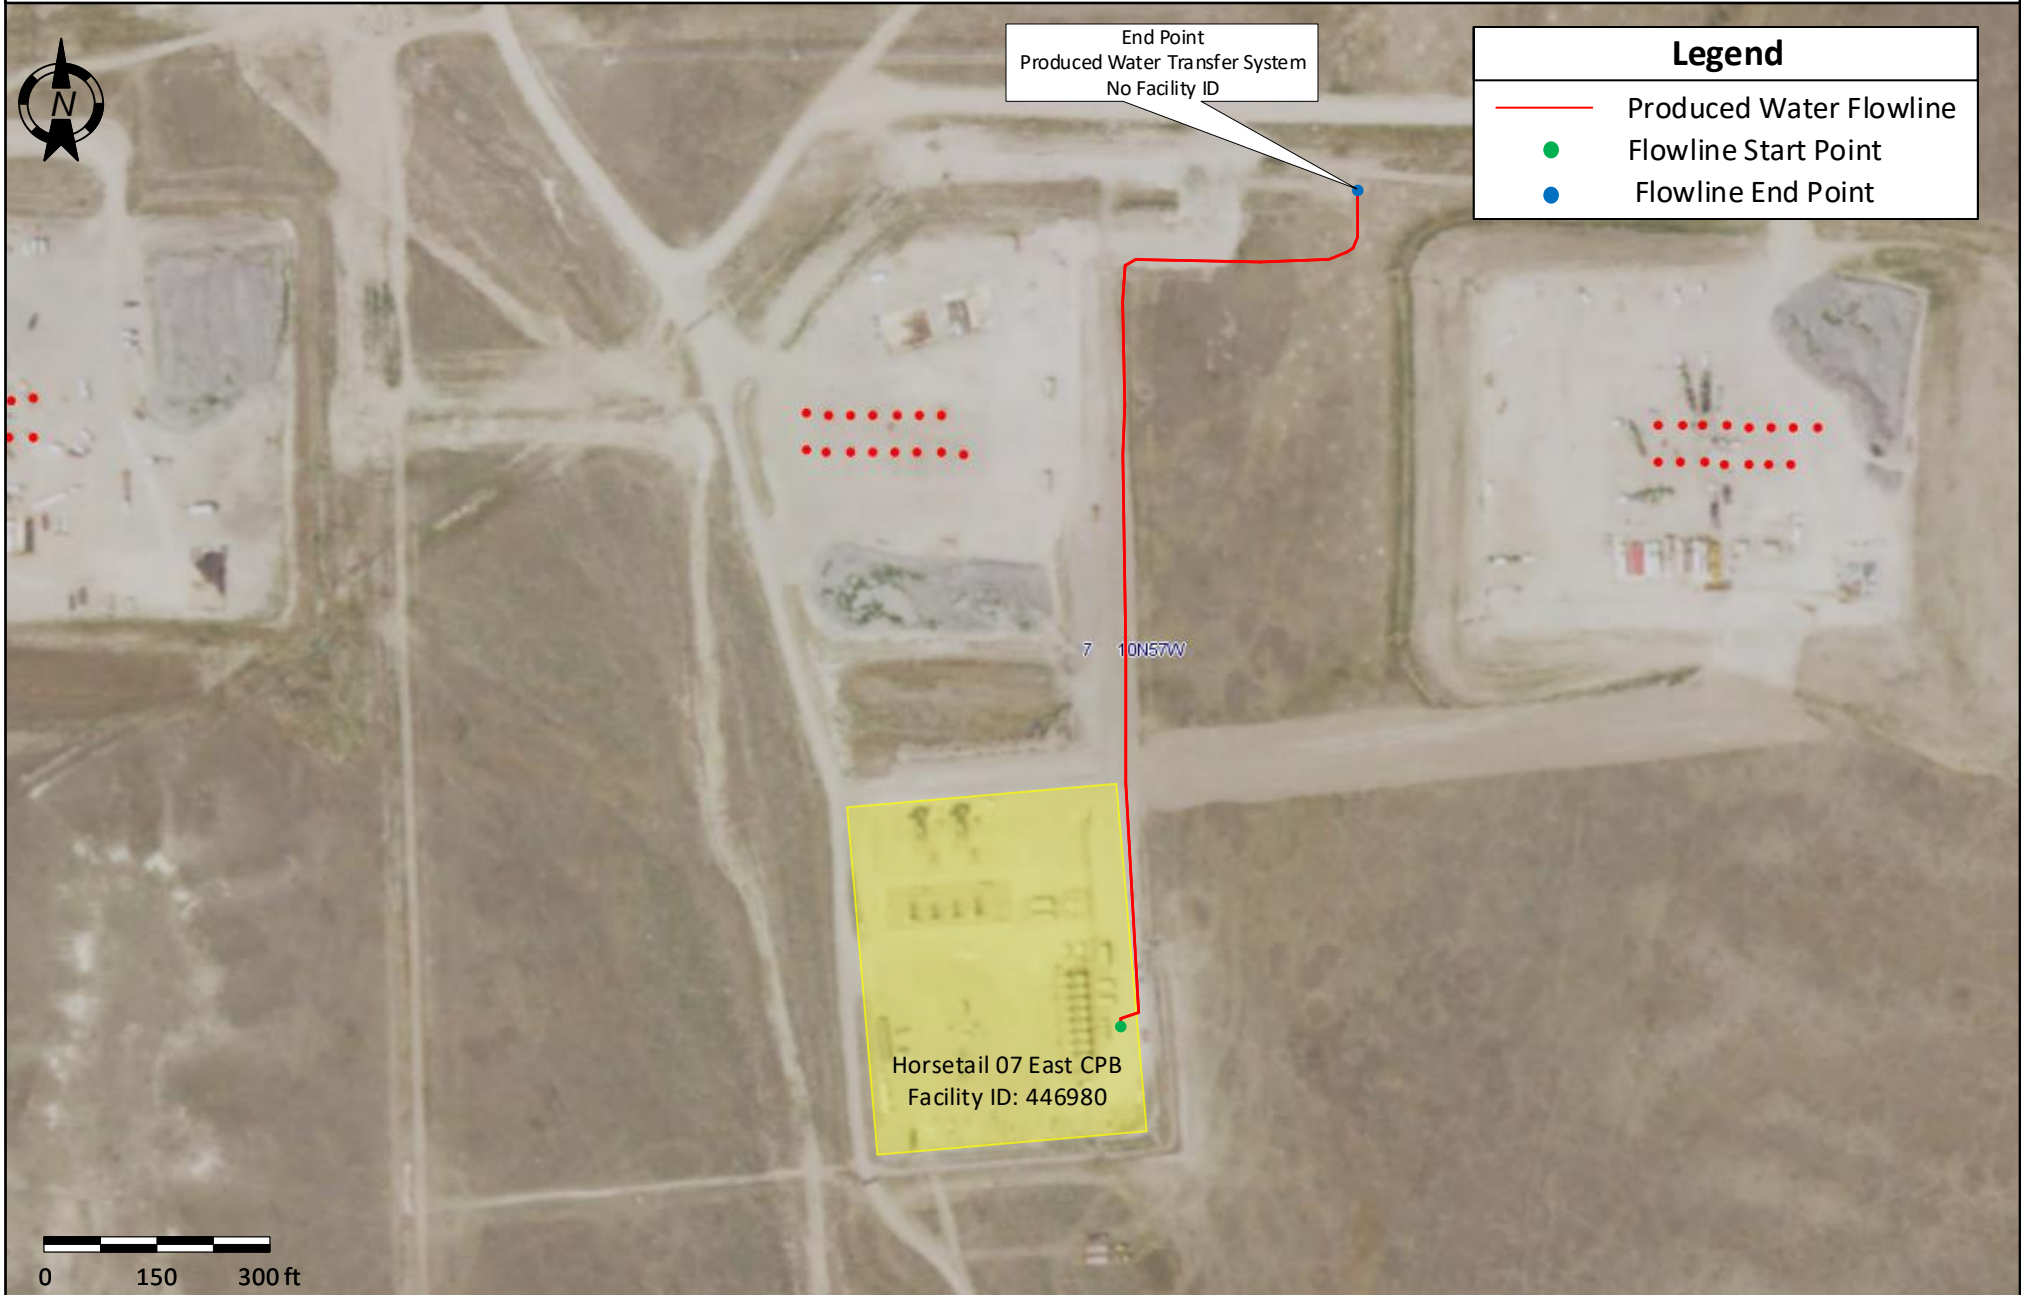 End Point
Produced Water Transfer System
No Facility ID
Legend
Produced Water Flowline
Flowline Start Point
Flowline End Point
N
7 10N57W
Horsetail 07 East CPB
Facility ID: 446980
0 150 300 ft